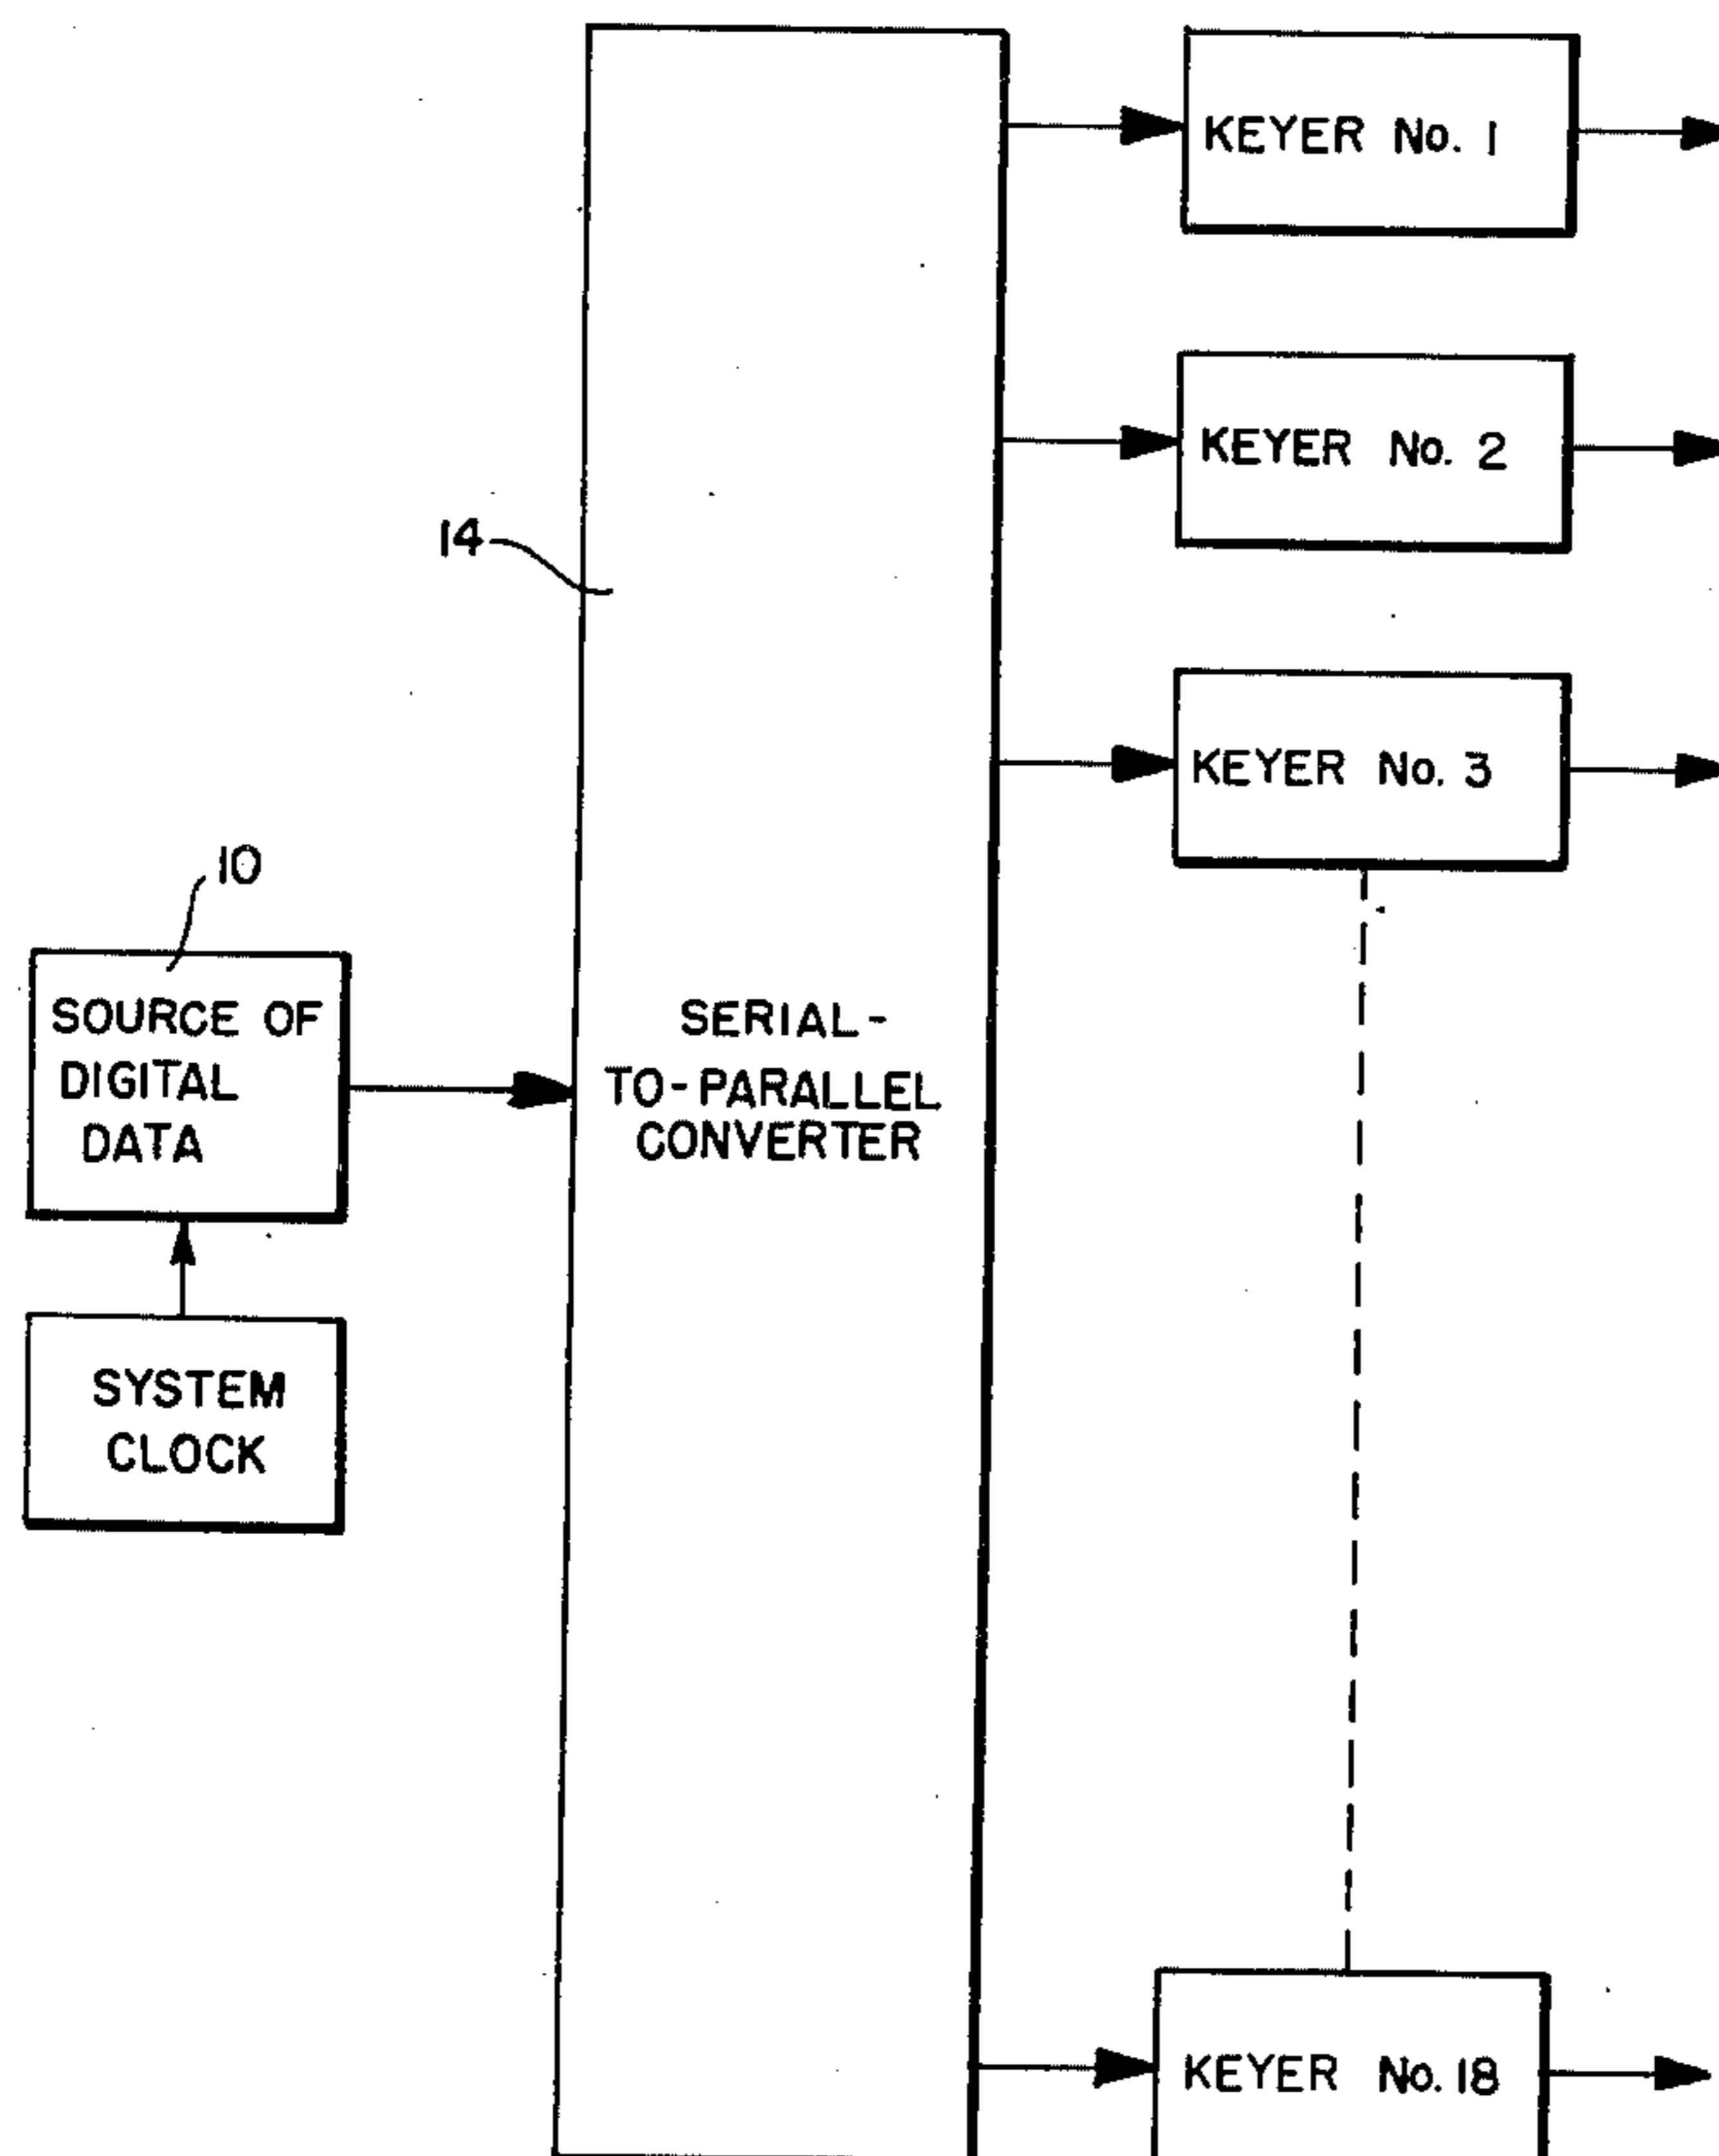 KEYER No. 1
KEYER No. 2
14
KEYER No. 3
10
SOURCE OF
DIGITAL
DATA
SERIAL-
TO-PARALLEL
CONVERTER
SYSTEM
CLOCK
KEYER No. 18